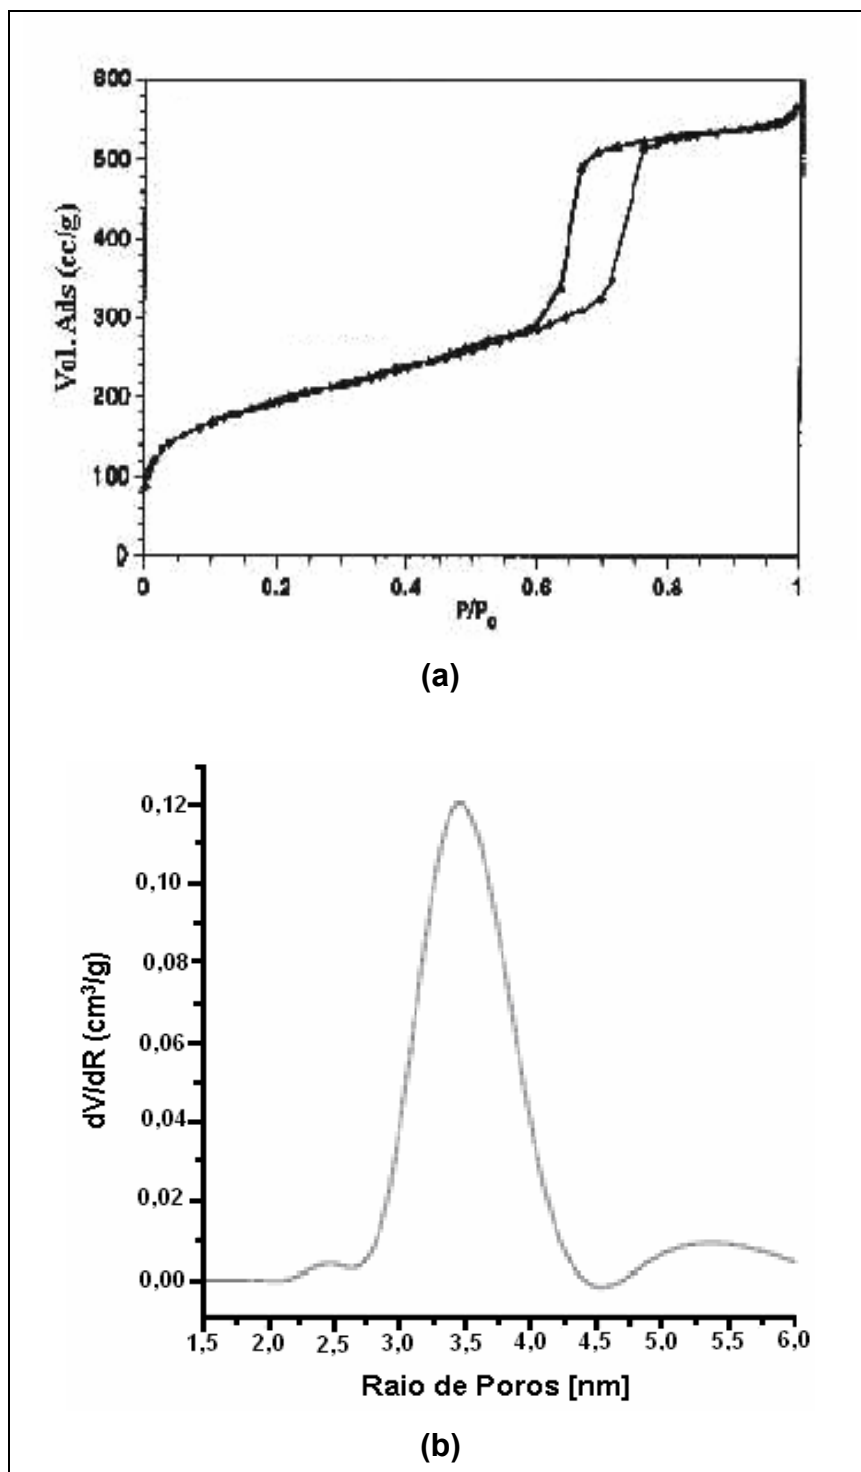 600
500
400
300
200
100
0
Vol. Ads (cc/g)
0 0.2 0.4 0.6 0.8 1
P/P₀
(a)
0,12
0,10
0,08
0,06
0,04
0,02
0,00
dV/dR (cm³/g)
1,5 2,0 2,5 3,0 3,5 4,0 4,5 5,0 5,5 6,0
Raio de Poros [nm]
(b)